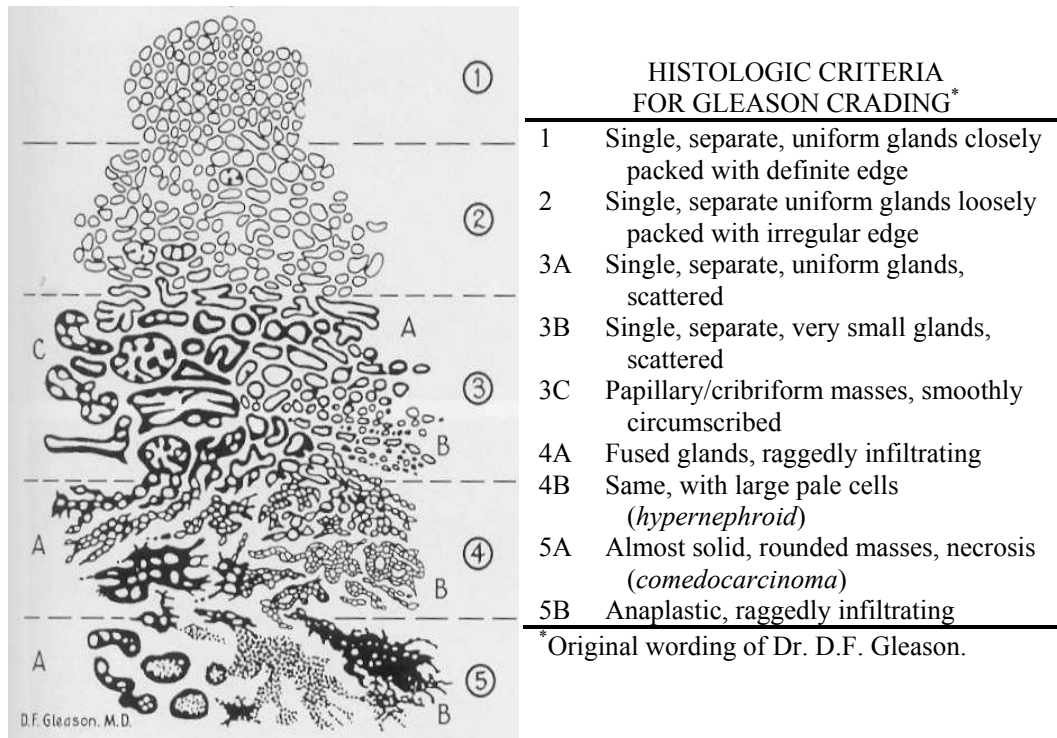 1
2
A
C
3
B
A
4
B
A
5
B
D.F. Gleason, M.D.
HISTOLOGIC CRITERIA
FOR GLEASON CRADING*
1 Single, separate, uniform glands closely
packed with definite edge
2 Single, separate uniform glands loosely
packed with irregular edge
3A Single, separate, uniform glands,
scattered
3B Single, separate, very small glands,
scattered
3C Papillary/cribriform masses, smoothly
circumscribed
4A Fused glands, raggedly infiltrating
4B Same, with large pale cells
(hypernephroid)
5A Almost solid, rounded masses, necrosis
(comedocarcinoma)
5B Anaplastic, raggedly infiltrating
*Original wording of Dr. D.F. Gleason.